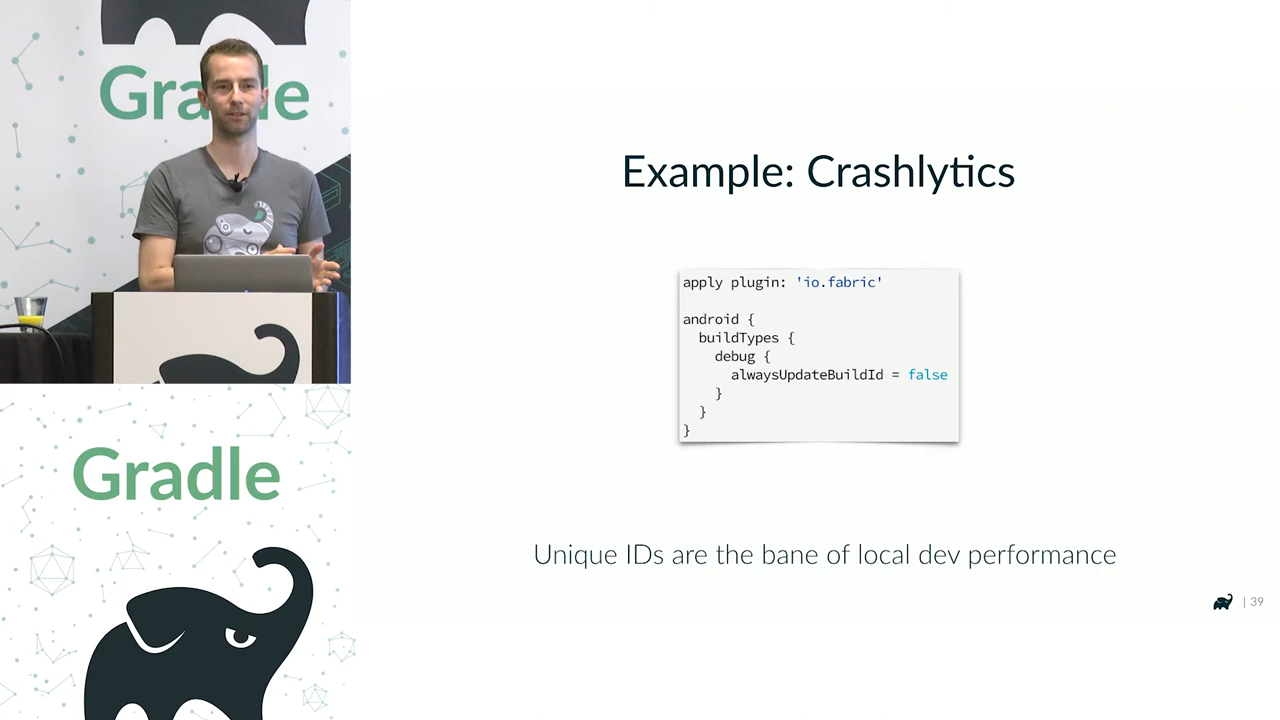 Gradle
Example: Crashlytics
apply plugin: 'io.fabric'
android {
buildTypes {
debug {
alwaysUpdateBuildId = false
}
}
}
Unique IDs are the bane of local dev performance
| 39
Gradle